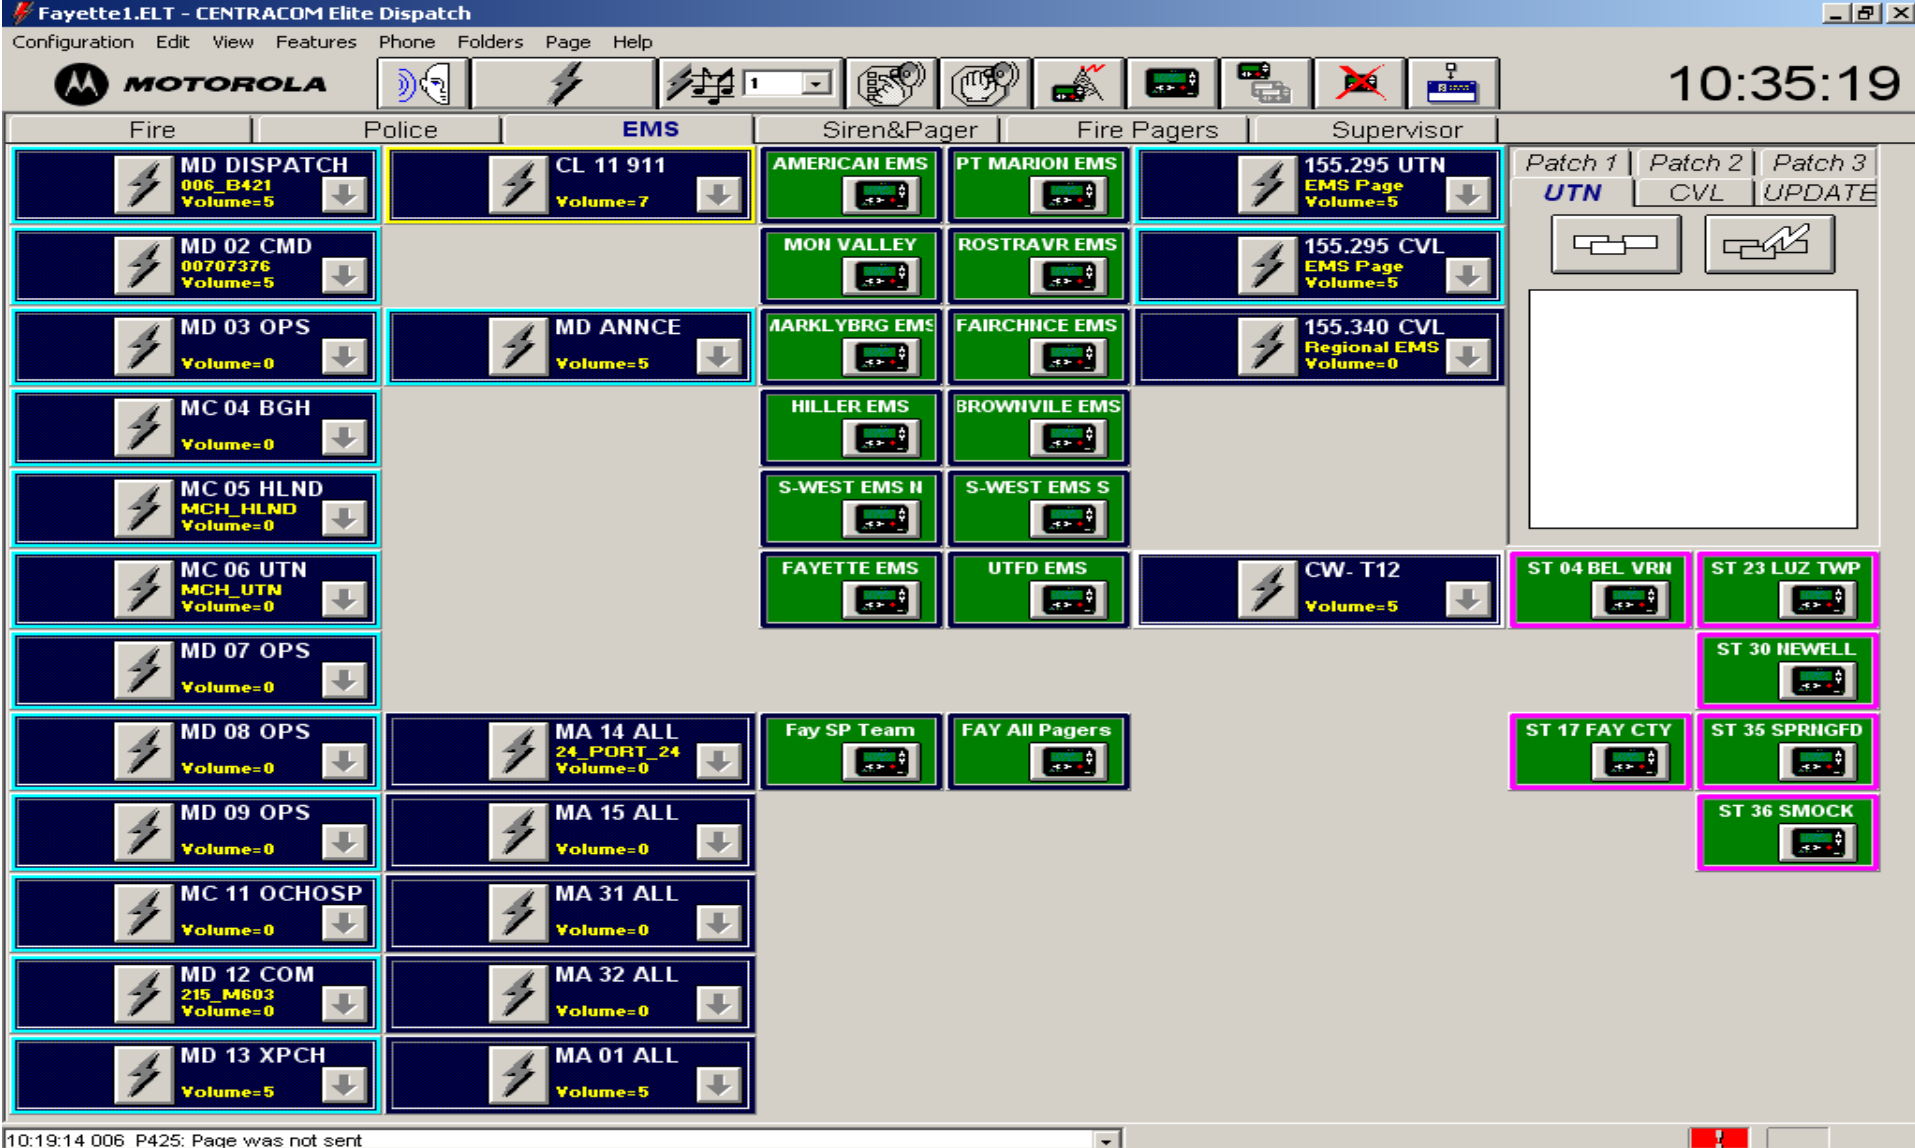 Fayette1.ELT - CENTRACOM Elite Dispatch
Configuration Edit View Features Phone Folders Page Help
MOTOROLA
1
10:35:19
Fire Police EMS Siren&Pager Fire Pagers Supervisor
MD DISPATCH
006_B421
Volume=5
CL 11 911
Volume=7
AMERICAN EMS
PT MARION EMS
155.295 UTN
EMS Page
Volume=5
Patch 1 Patch 2 Patch 3
UTN CVL UPDATE
MD 02 CMD
00707376
Volume=5
MON VALLEY
ROSTRAVR EMS
155.295 CVL
EMS Page
Volume=5
MD 03 OPS
Volume=0
MD ANNCE
Volume=5
MARKLYBRG EMS
FAIRCHNCE EMS
155.340 CVL
Regional EMS
Volume=0
MC 04 BGH
Volume=0
HILLER EMS
BROWNVILE EMS
MC 05 HLND
MCH_HLND
Volume=0
S-WEST EMS N
S-WEST EMS S
MC 06 UTN
MCH_UTN
Volume=0
FAYETTE EMS
UTFD EMS
CW- T12
Volume=5
ST 04 BEL VRN
ST 23 LUZ TWP
MD 07 OPS
Volume=0
ST 30 NEWELL
MD 08 OPS
Volume=0
MA 14 ALL
24_PORT_24
Volume=0
Fay SP Team
FAY All Pagers
ST 17 FAY CTY
ST 35 SPRNGFD
MD 09 OPS
Volume=0
MA 15 ALL
Volume=0
ST 36 SMOCK
MC 11 OCHOSP
Volume=0
MA 31 ALL
Volume=0
MD 12 COM
215_M603
Volume=0
MA 32 ALL
Volume=0
MD 13 XPCH
Volume=5
MA 01 ALL
Volume=5
10:19:14 006_P425: Page was not sent